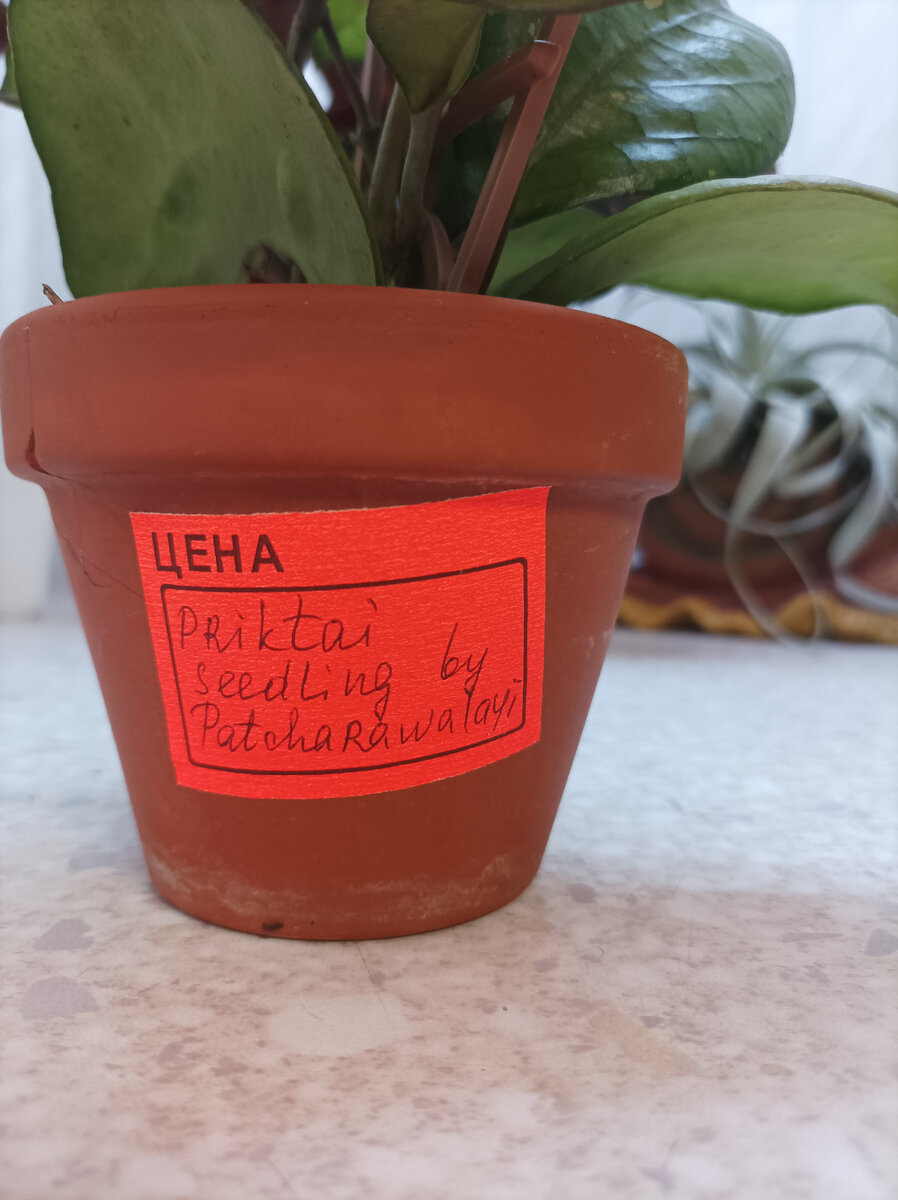 ЦЕНА
Priktai
seedling by
Patcharawalayi